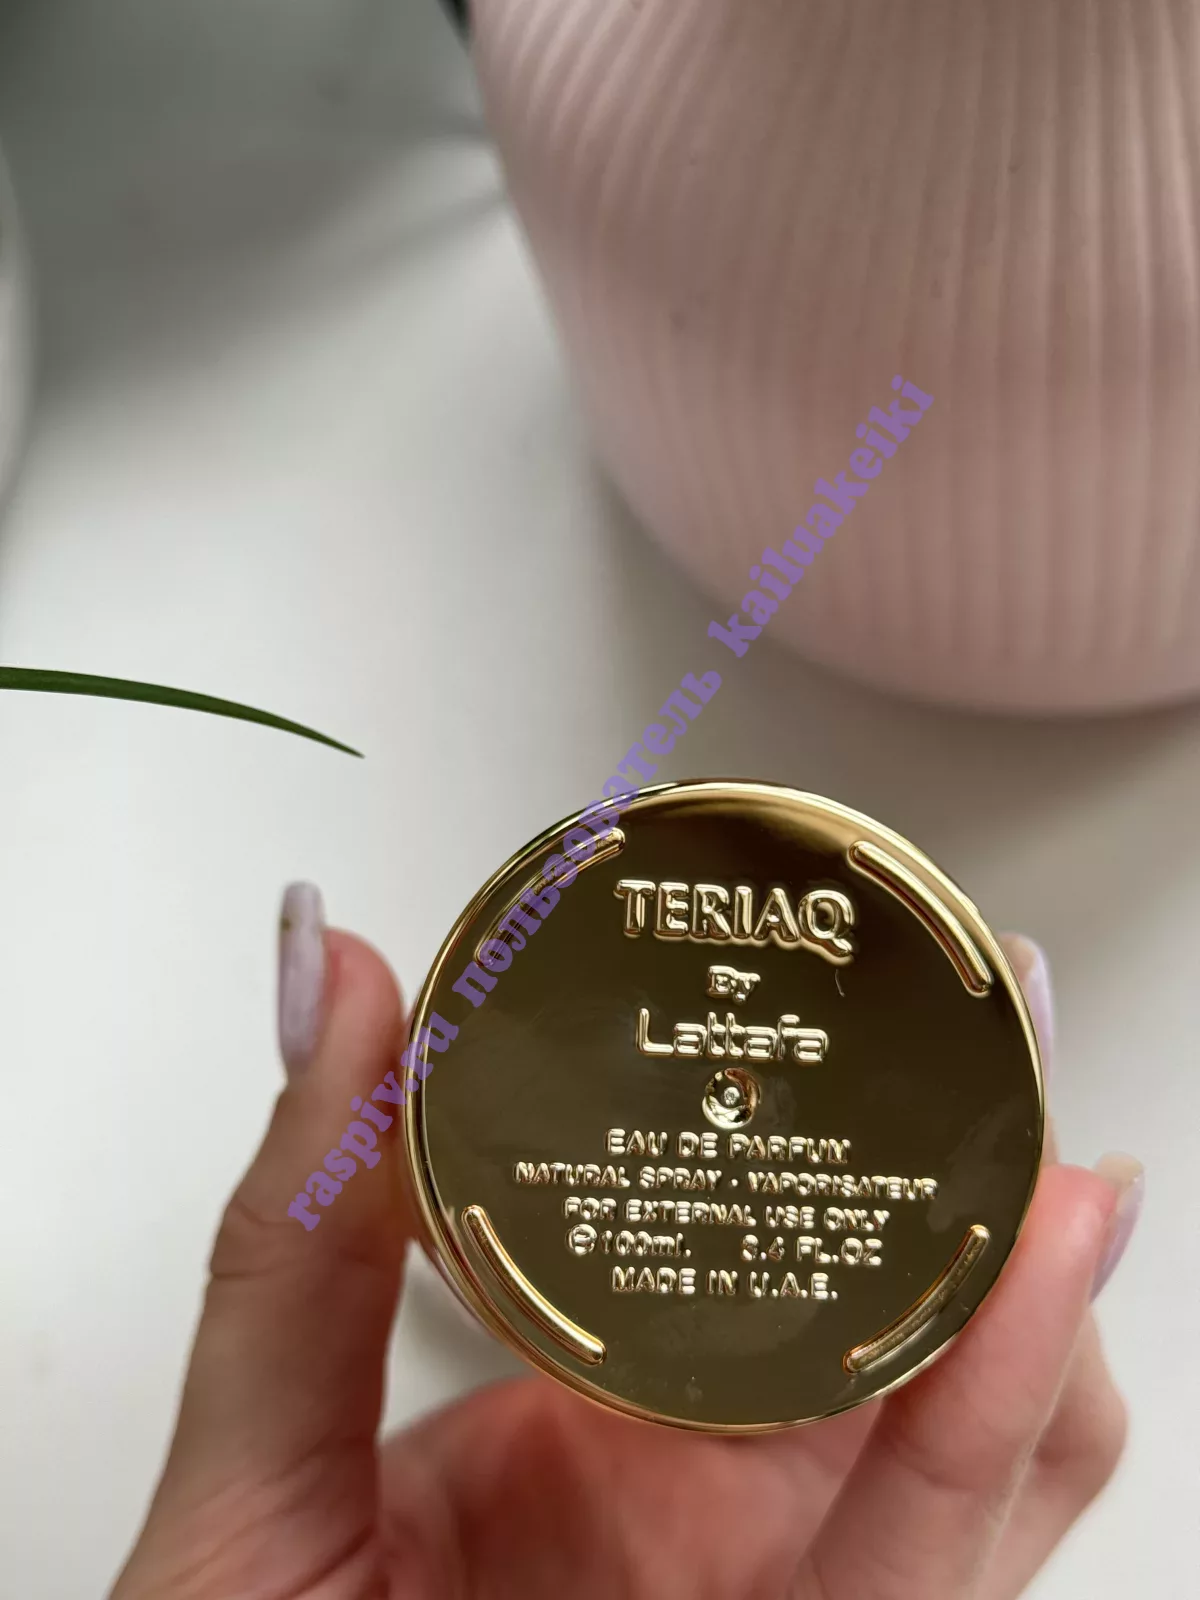 TERIAQ
By
Lattafa
EAU DE PARFUM
NATURAL SPRAY · VAPORISATEUR
FOR EXTERNAL USE ONLY
℮100ml. 3.4 FL.OZ
MADE IN U.A.E.
raspiv.ru пользователь kailuakeiki